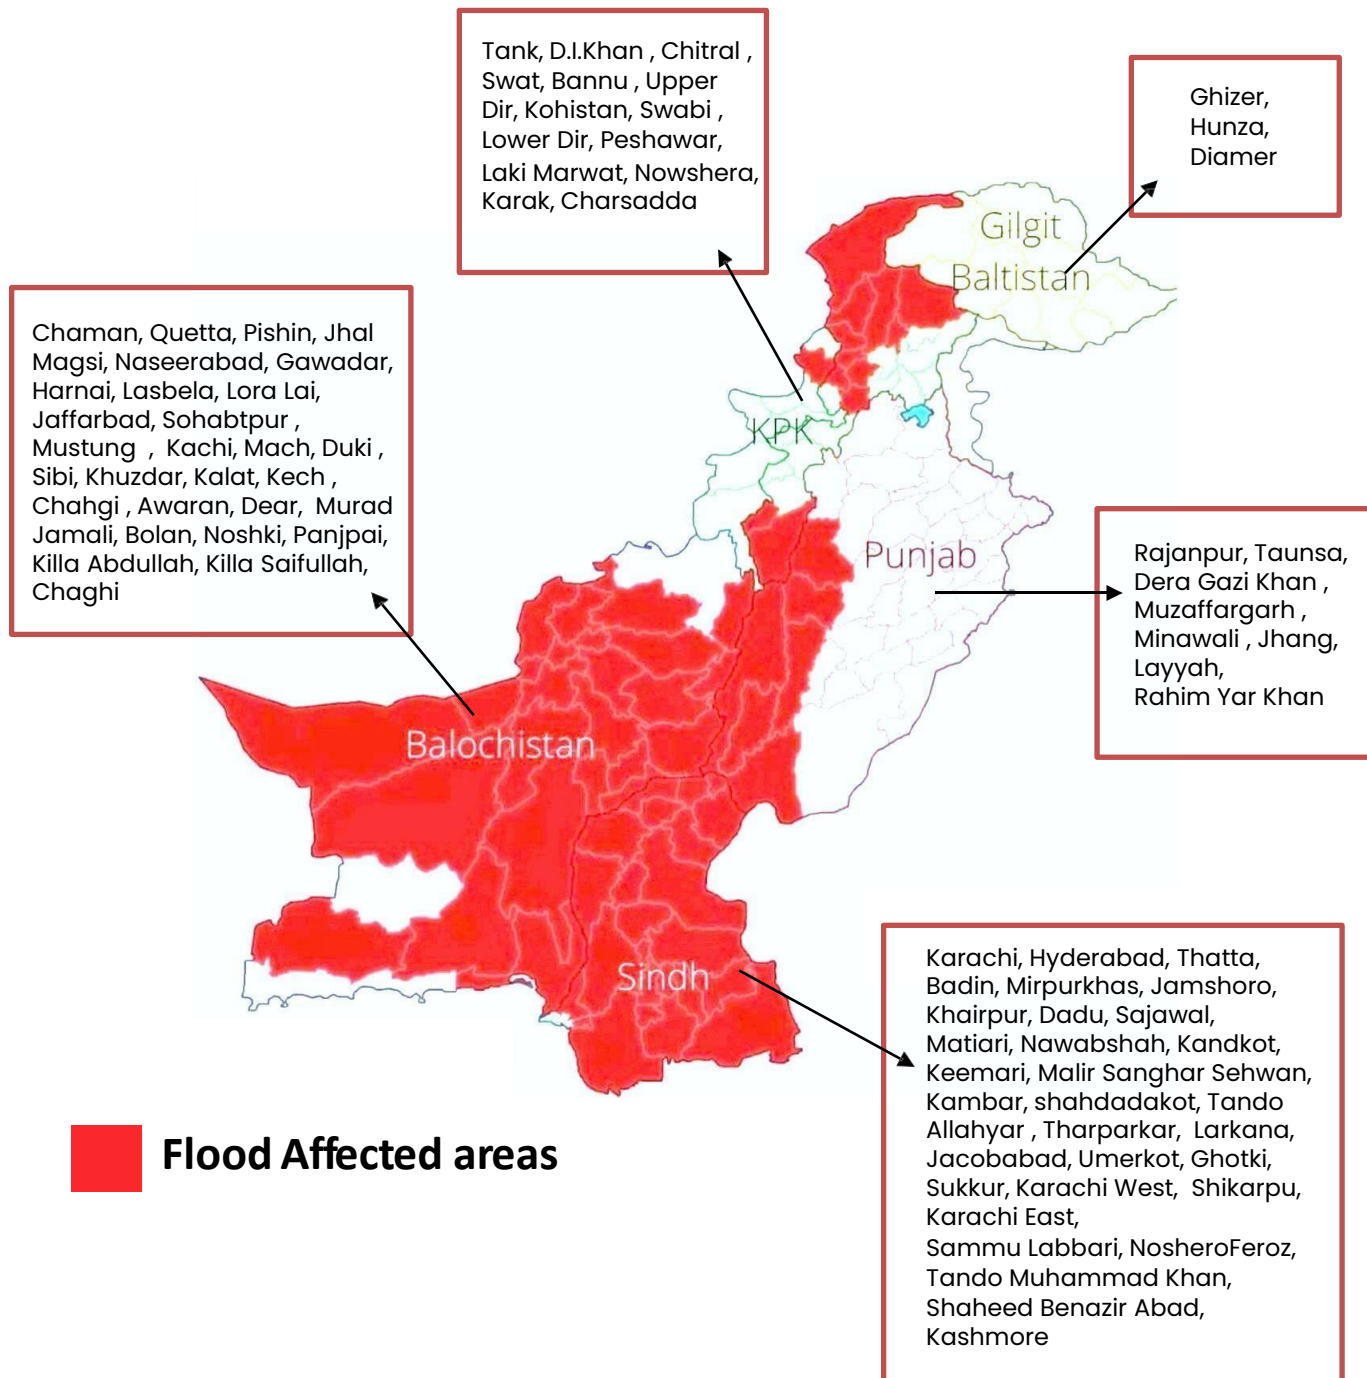 Tank, D.I.Khan , Chitral ,
Swat, Bannu , Upper
Dir, Kohistan, Swabi ,
Lower Dir, Peshawar,
Laki Marwat, Nowshera,
Karak, Charsadda
Ghizer,
Hunza,
Diamer
Gilgit
Baltistan
Chaman, Quetta, Pishin, Jhal
Magsi, Naseerabad, Gawadar,
Harnai, Lasbela, Lora Lai,
Jaffarbad, Sohabtpur ,
Mustung , Kachi, Mach, Duki ,
Sibi, Khuzdar, Kalat, Kech ,
Chahgi , Awaran, Dear, Murad
Jamali, Bolan, Noshki, Panjpai,
Killa Abdullah, Killa Saifullah,
Chaghi
KPK
Punjab
Rajanpur, Taunsa,
Dera Gazi Khan ,
Muzaffargarh ,
Minawali , Jhang,
Layyah,
Rahim Yar Khan
Balochistan
Sindh
Karachi, Hyderabad, Thatta,
Badin, Mirpurkhas, Jamshoro,
Khairpur, Dadu, Sajawal,
Matiari, Nawabshah, Kandkot,
Keemari, Malir Sanghar Sehwan,
Kambar, shahdadakot, Tando
Allahyar , Tharparkar, Larkana,
Jacobabad, Umerkot, Ghotki,
Sukkur, Karachi West, Shikarpu,
Karachi East,
Sammu Labbari, NosheroFeroz,
Tando Muhammad Khan,
Shaheed Benazir Abad,
Kashmore
Flood Affected areas